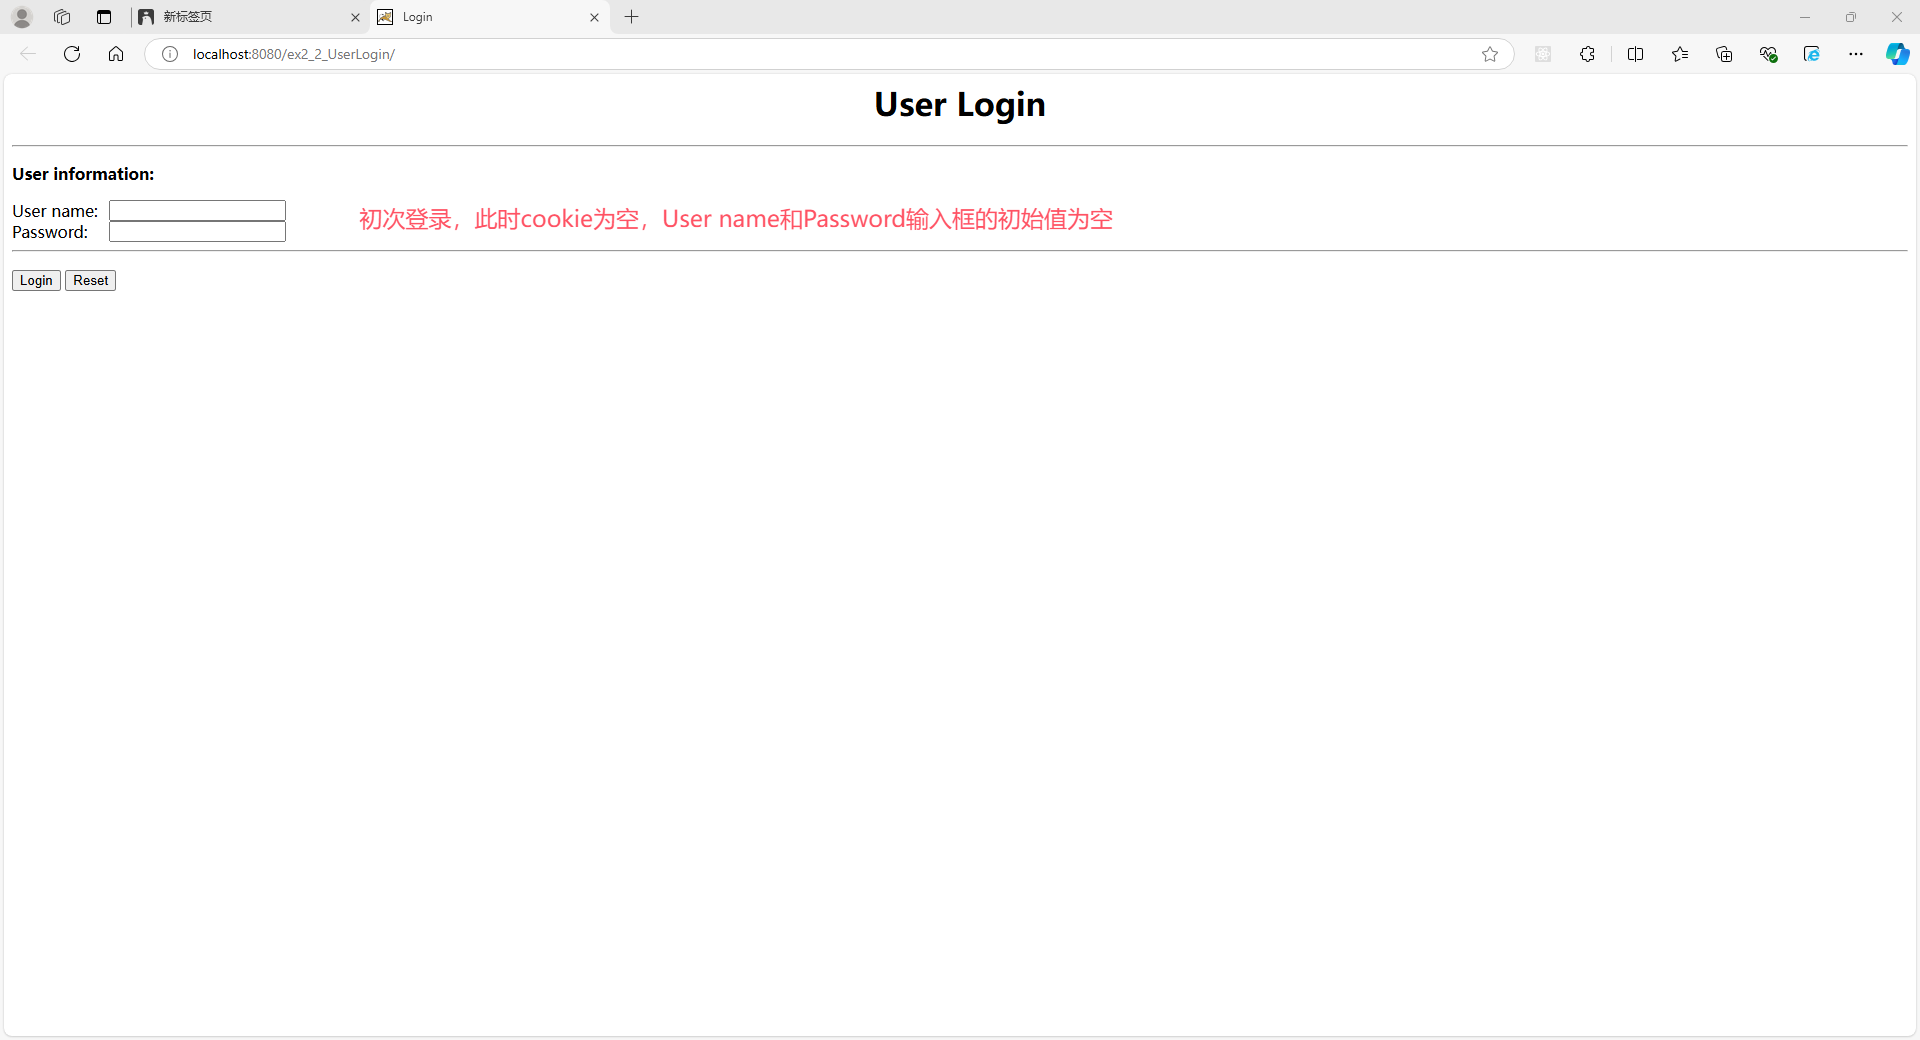 新标签页
Login
localhost:8080/ex2_2_UserLogin/
User Login
User information:
User name:
初次登录，此时cookie为空，User name和Password输入框的初始值为空
Password:
Login Reset